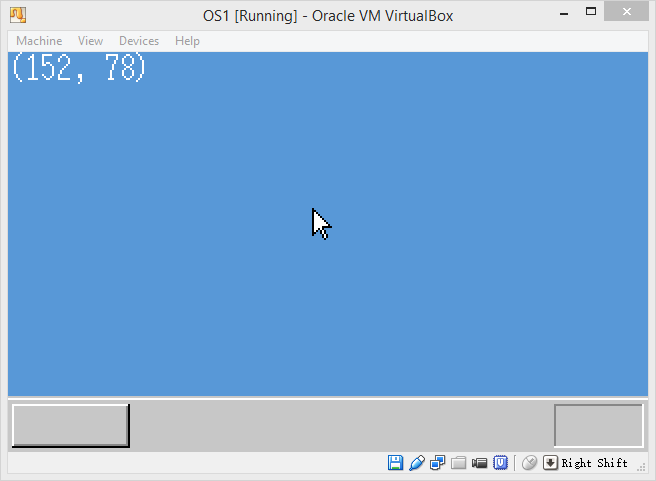 OS1 [Running] - Oracle VM VirtualBox
Machine View Devices Help
(152, 78)
Right Shift